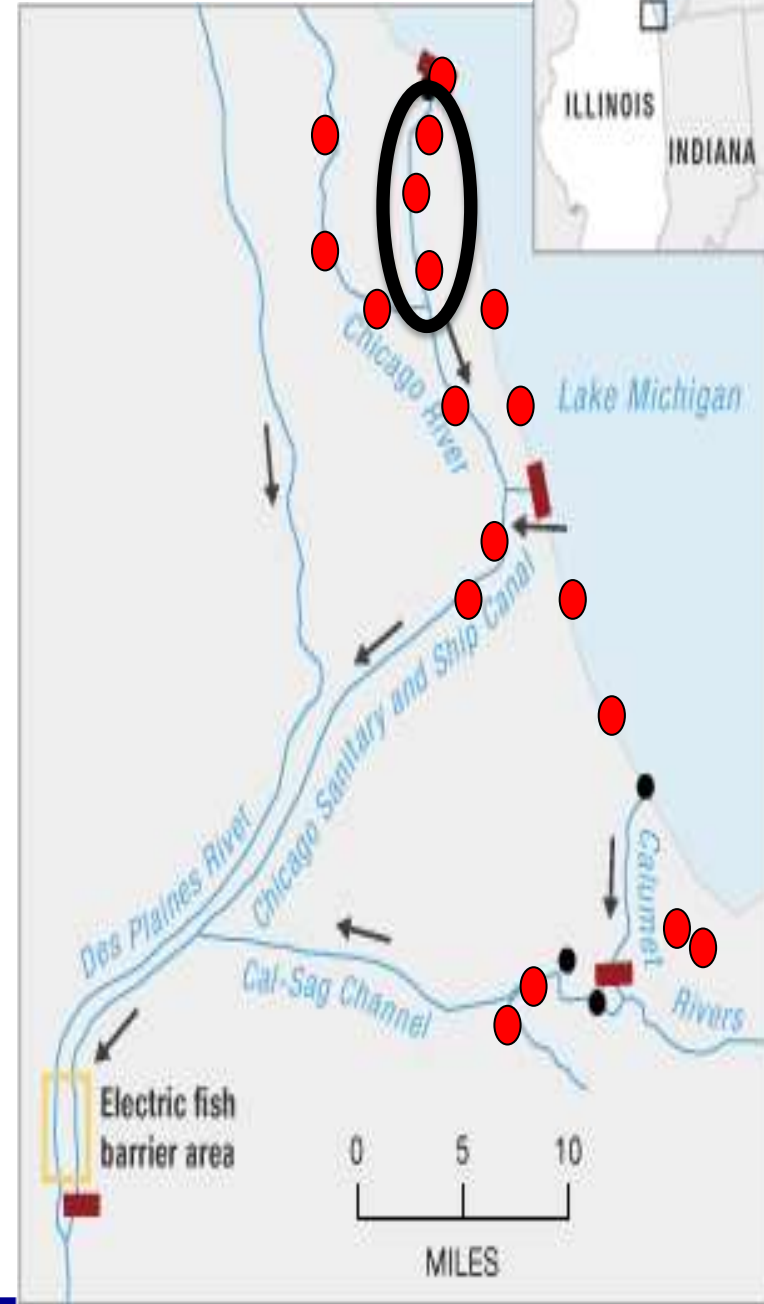 ILLINOIS
INDIANA
Lake Michigan
Chicago River
Chicago Sanitary and Ship Canal
Des Plaines River
Calumet
Rivers
Cal-Sag Channel
Electric fish
barrier area
0 5 10
MILES